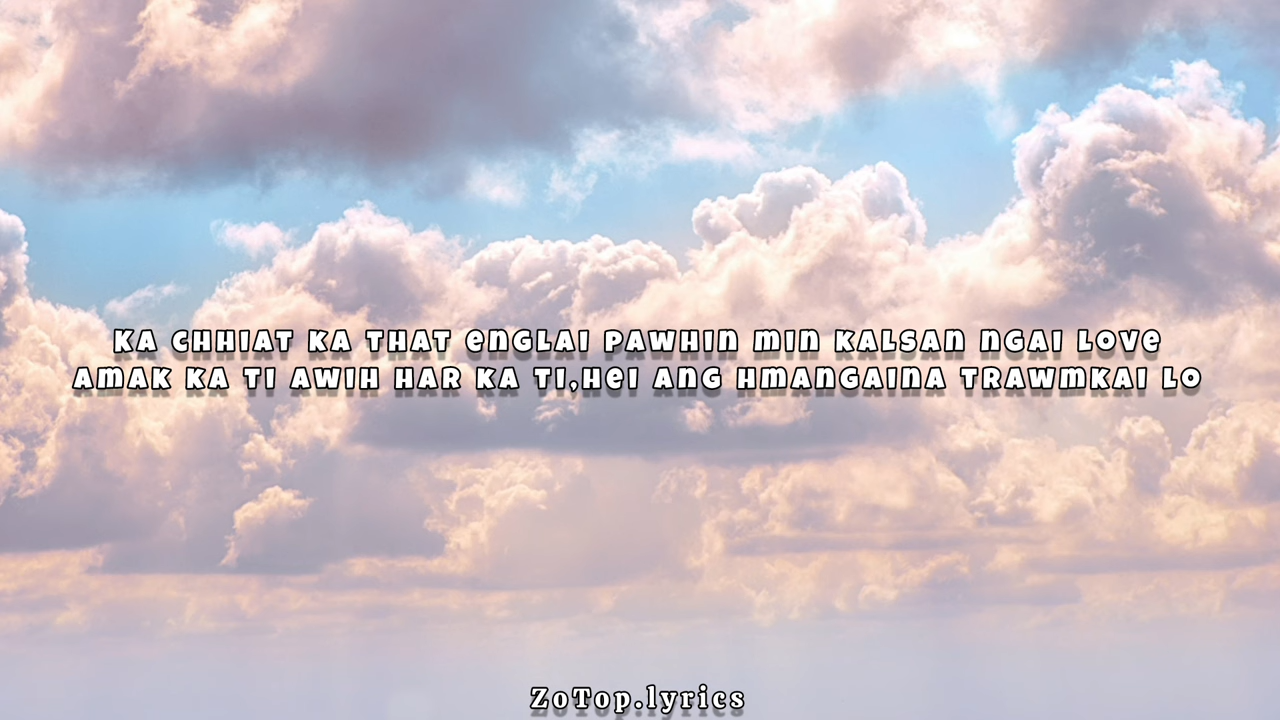 Ka chhiat ka that englai pawhin min kalsan ngai love
Amak ka ti awih har ka ti,hei ang hmangaina trawmkai lo
ZoTop.lyrics